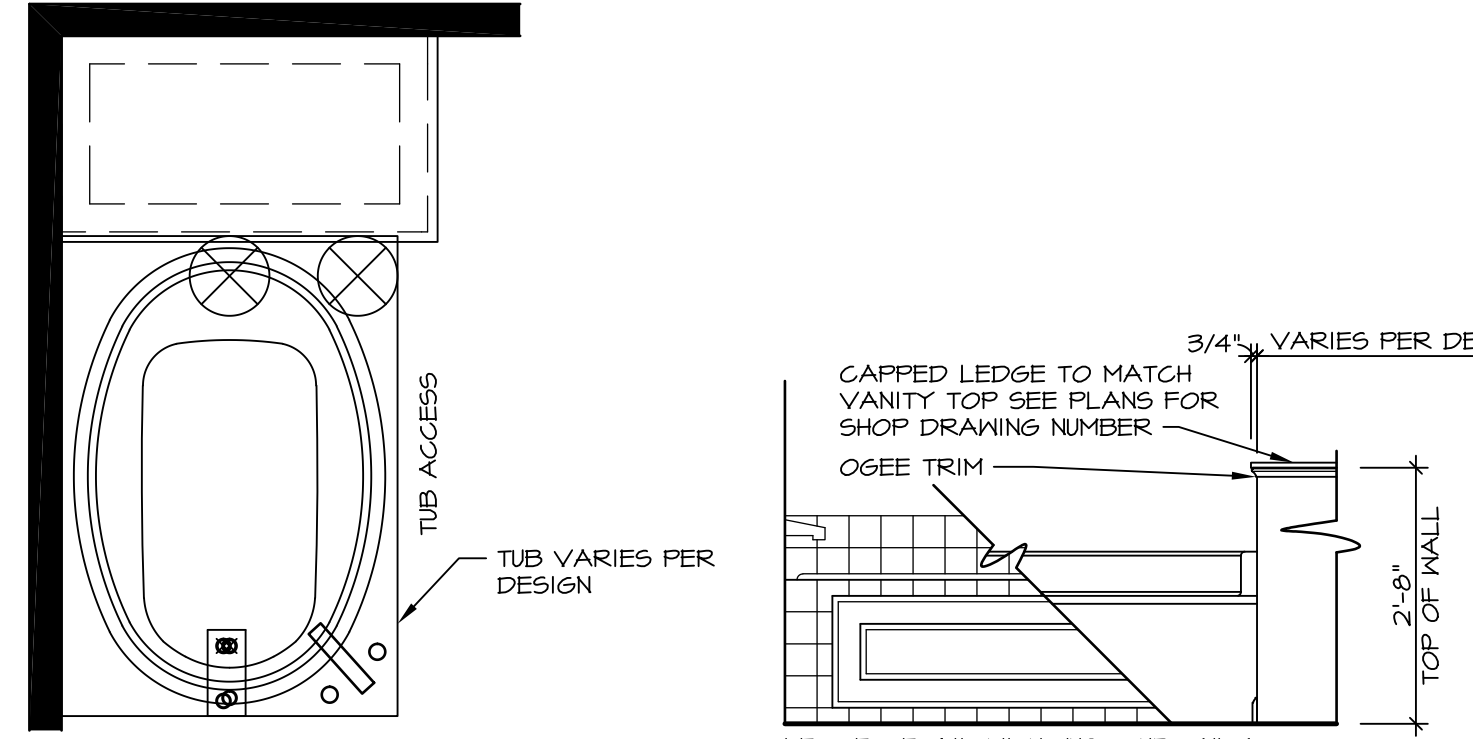 TUB ACCESS
TUB VARIES PER
DESIGN
3/4"
VARIES PER
CAPPED LEDGE TO MATCH
VANITY TOP SEE PLANS FOR
SHOP DRAWING NUMBER
OGEE TRIM
2'-8"
TOP OF WALL